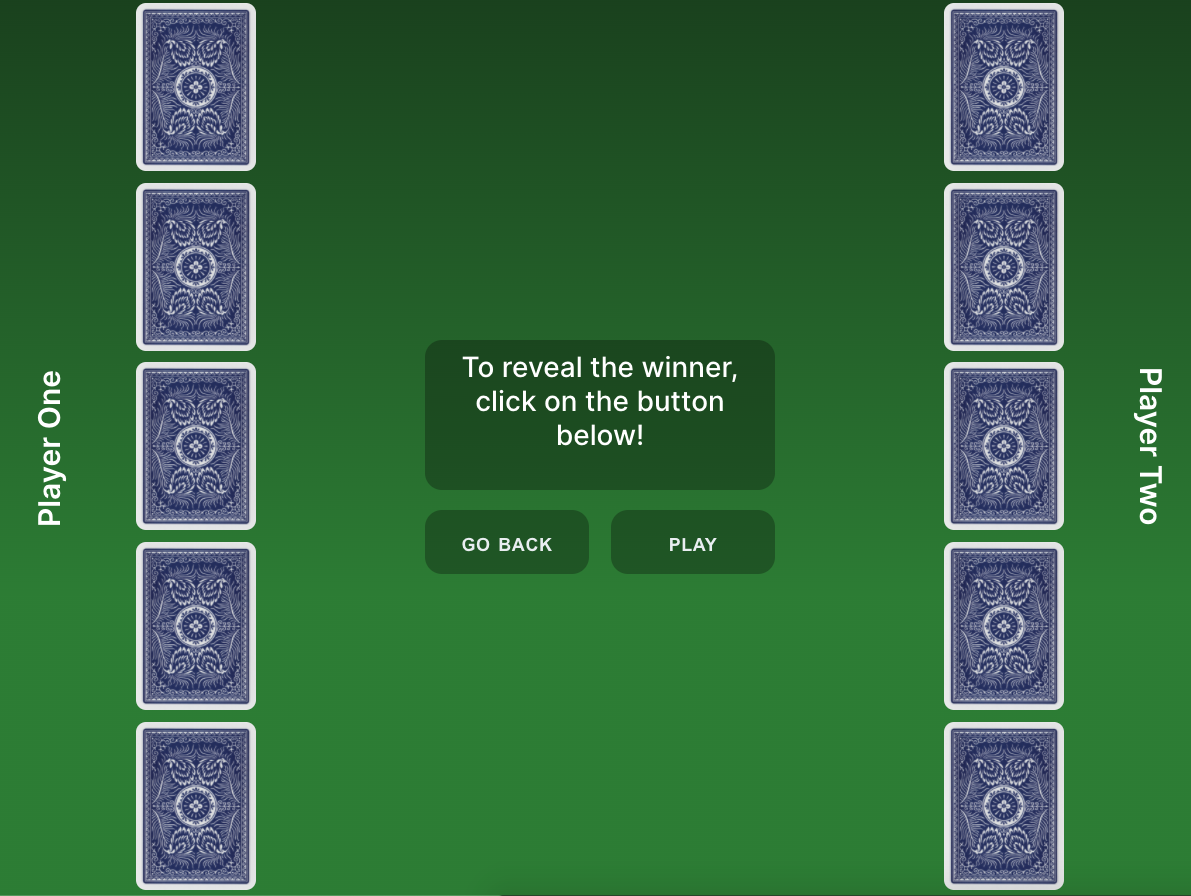 Player One
To reveal the winner,
click on the button
below!
GO BACK
PLAY
Player Two